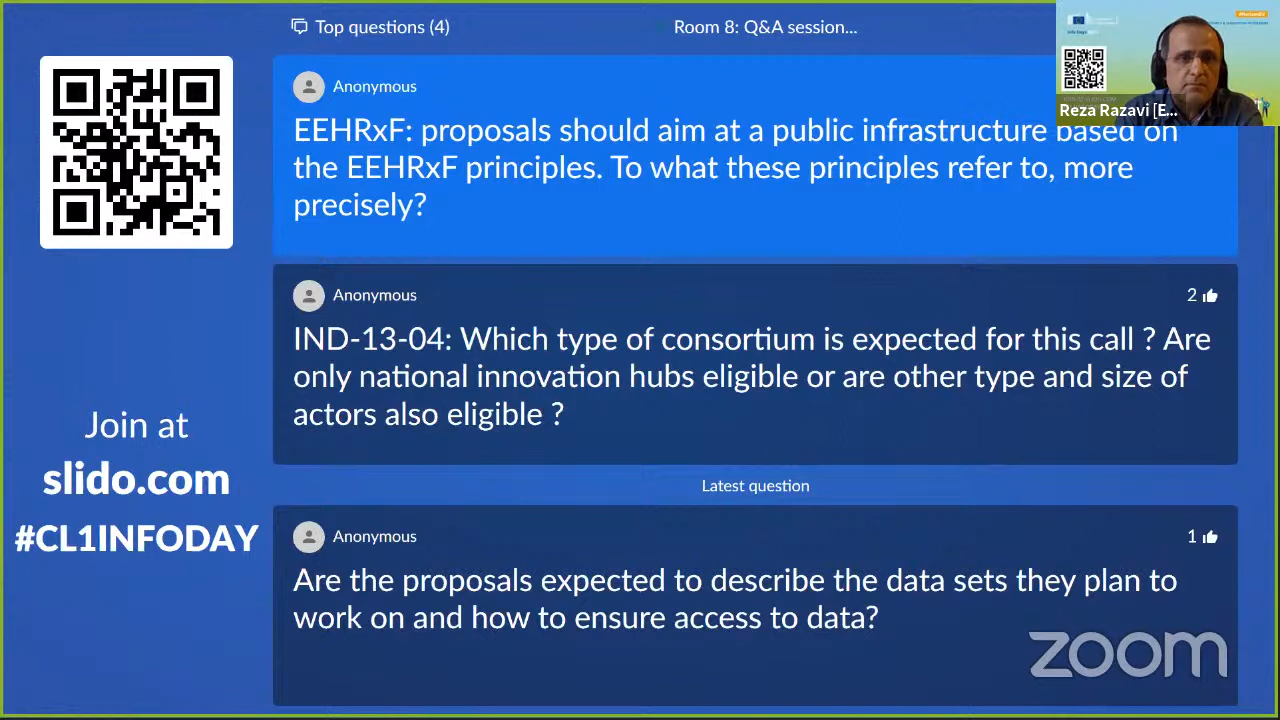 Top questions (4)
Room 8: Q&A session...
Anonymous
EEHRxF: proposals should aim at a public infrastructure based on
the EEHRxF principles. To what these principles refer to, more
precisely?
Reza Razavi [E...
Anonymous
2
IND-13-04: Which type of consortium is expected for this call ? Are
only national innovation hubs eligible or are other type and size of
actors also eligible ?
Join at
slido.com
#CL1INFODAY
Latest question
Anonymous
1
Are the proposals expected to describe the data sets they plan to
work on and how to ensure access to data?
zoom